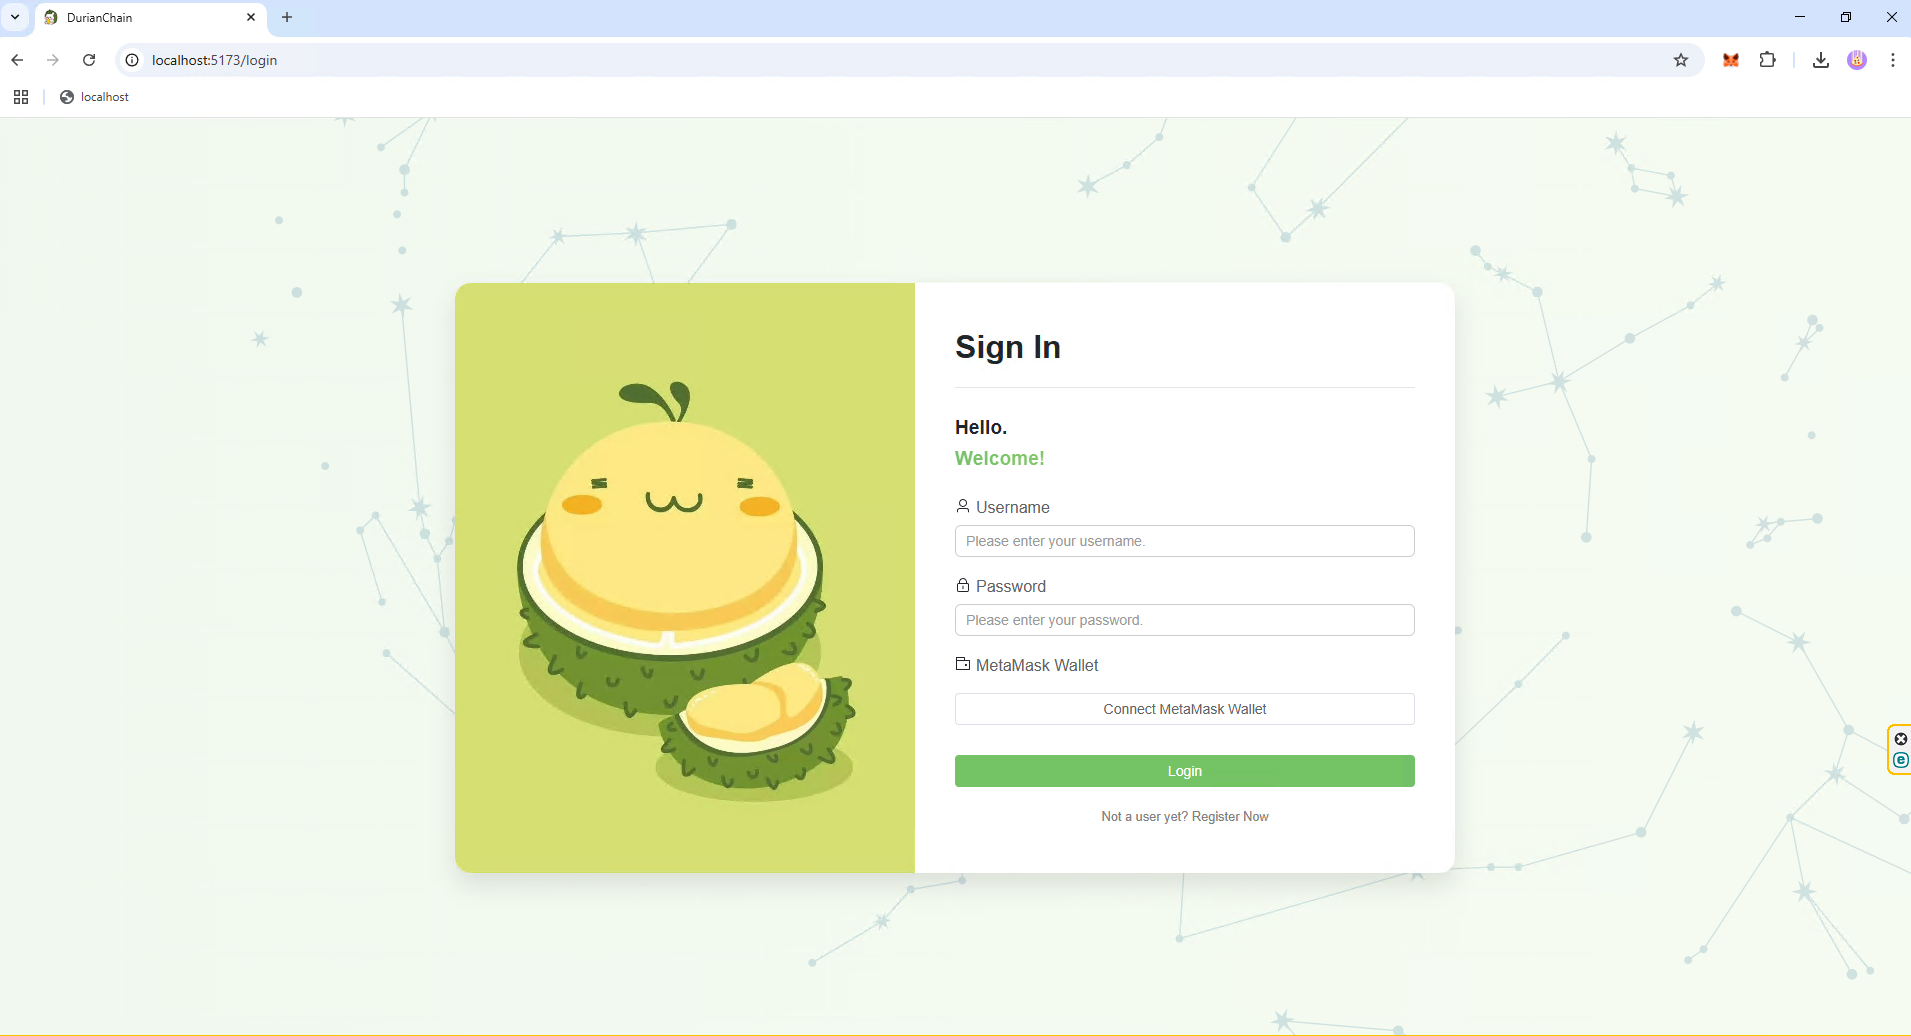 DurianChain
localhost:5173/login
localhost
Sign In
Hello.
Welcome!
Username
Please enter your username.
Password
Please enter your password.
MetaMask Wallet
Connect MetaMask Wallet
Login
Not a user yet? Register Now
e